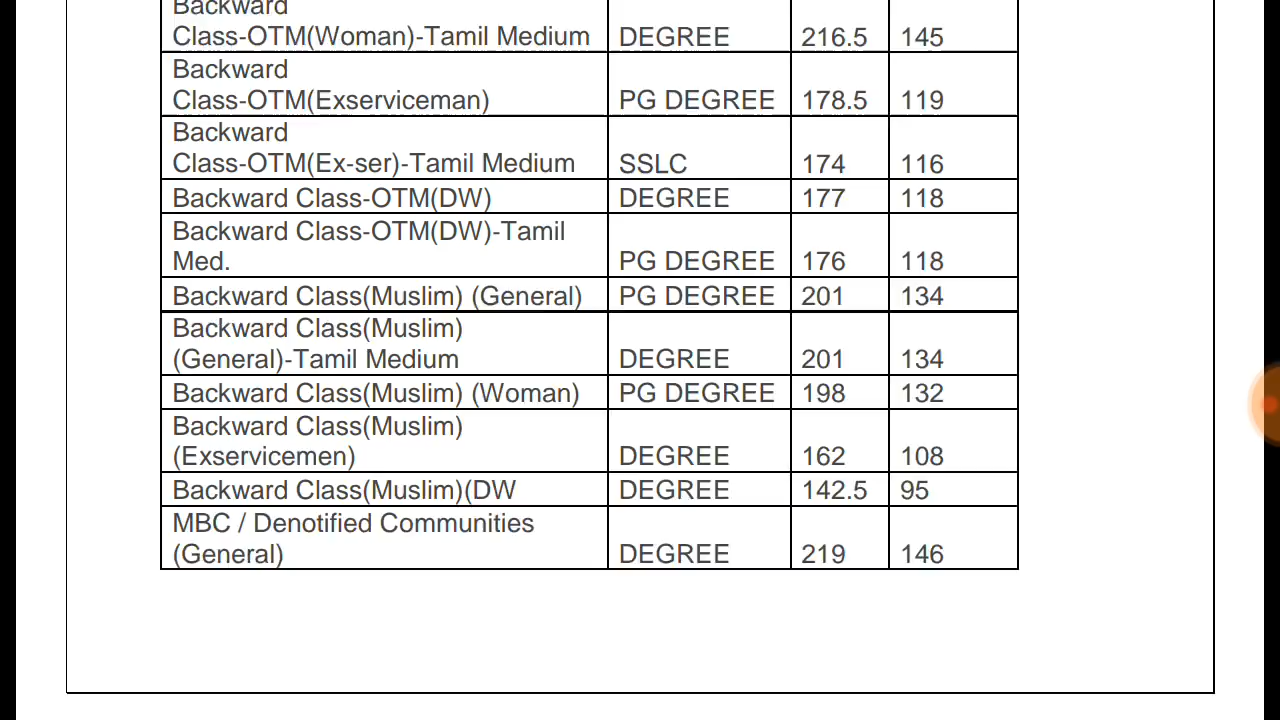 Backward
Class-OTM(Woman)-Tamil Medium DEGREE 216.5 145
Backward
Class-OTM(Exserviceman) PG DEGREE 178.5 119
Backward
Class-OTM(Ex-ser)-Tamil Medium SSLC 174 116
Backward Class-OTM(DW) DEGREE 177 118
Backward Class-OTM(DW)-Tamil
Med. PG DEGREE 176 118
Backward Class(Muslim) (General) PG DEGREE 201 134
Backward Class(Muslim)
(General)-Tamil Medium DEGREE 201 134
Backward Class(Muslim) (Woman) PG DEGREE 198 132
Backward Class(Muslim)
(Exservicemen) DEGREE 162 108
Backward Class(Muslim)(DW DEGREE 142.5 95
MBC / Denotified Communities
(General) DEGREE 219 146